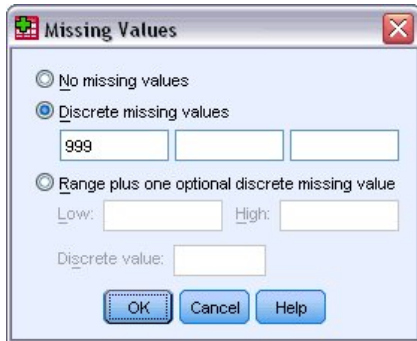 Missing Values
No missing values
Discrete missing values
999
Range plus one optional discrete missing value
Low: High:
Discrete value:
OK Cancel Help